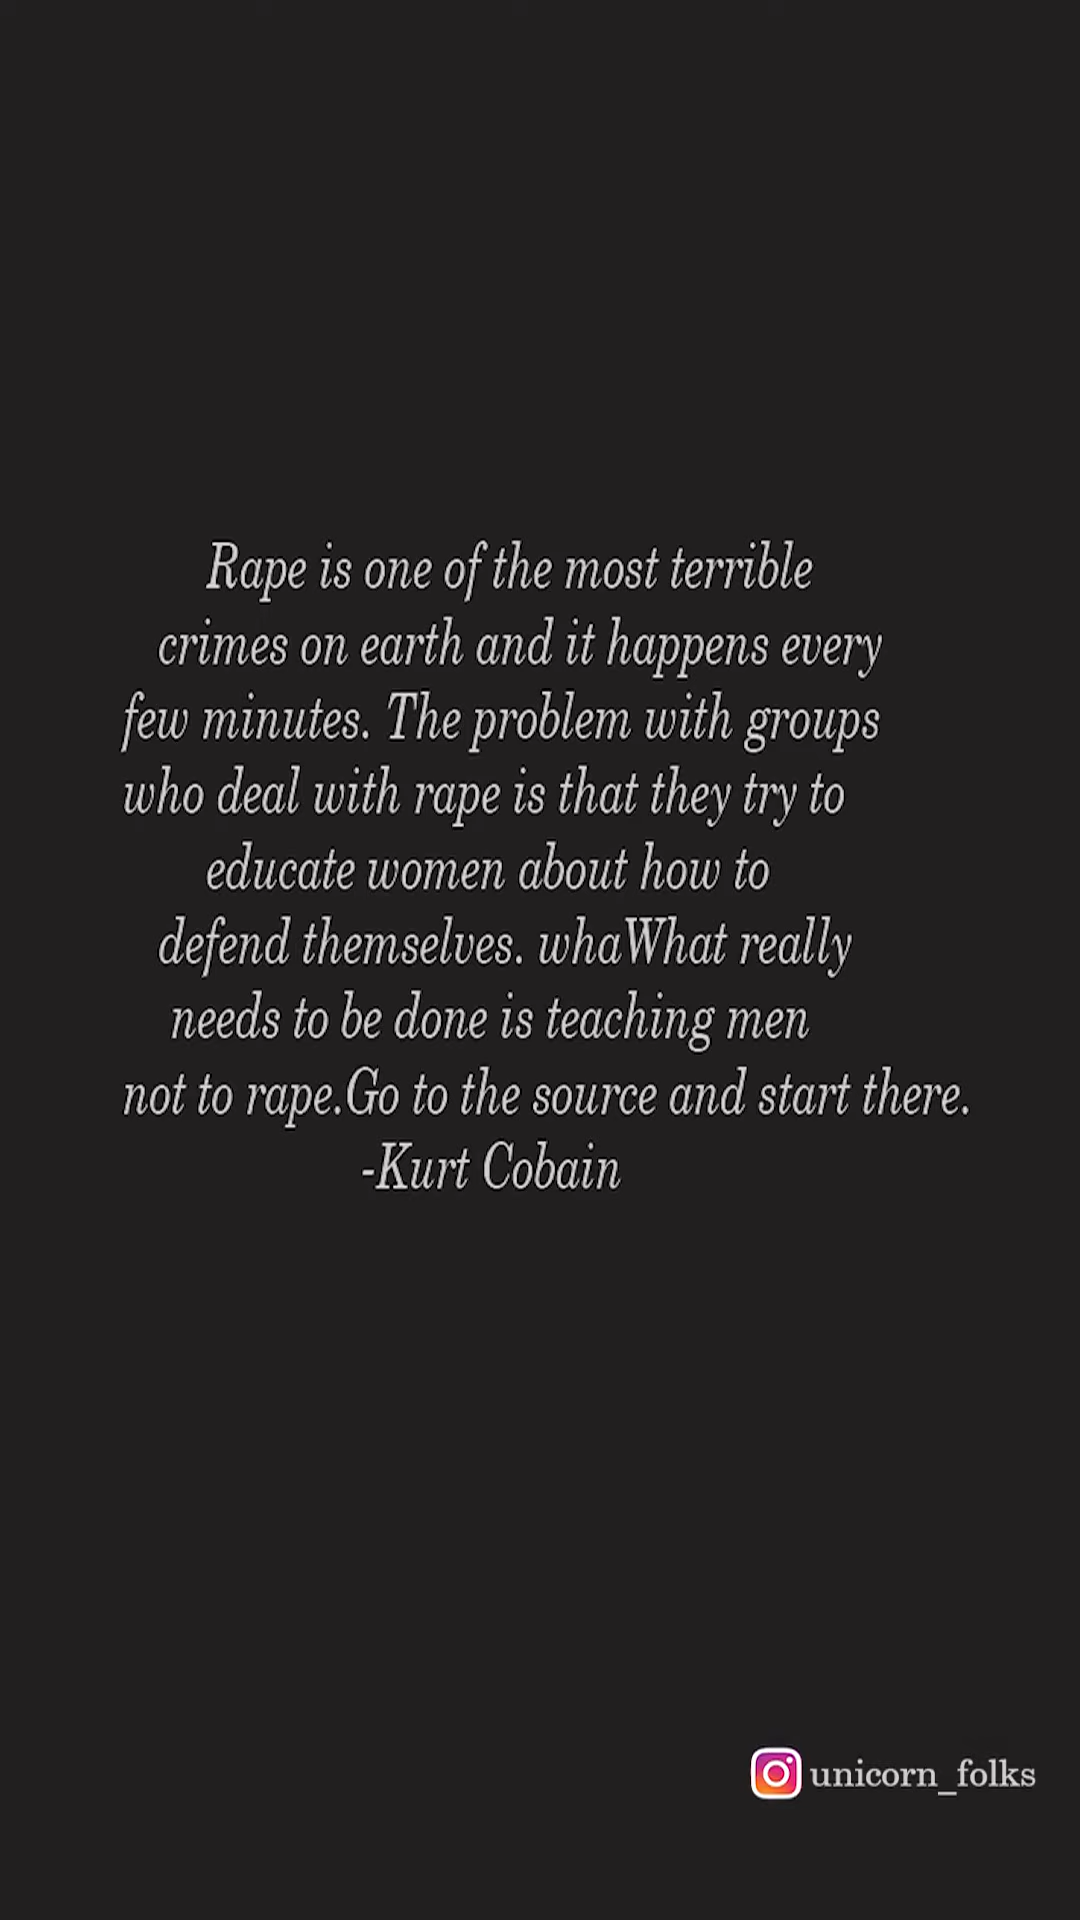 Rape is one of the most terrible
crimes on earth and it happens every
few minutes. The problem with groups
who deal with rape is that they try to
educate women about how to
defend themselves. whaWhat really
needs to be done is teaching men
not to rape.Go to the source and start there.
-Kurt Cobain
unicorn_folks